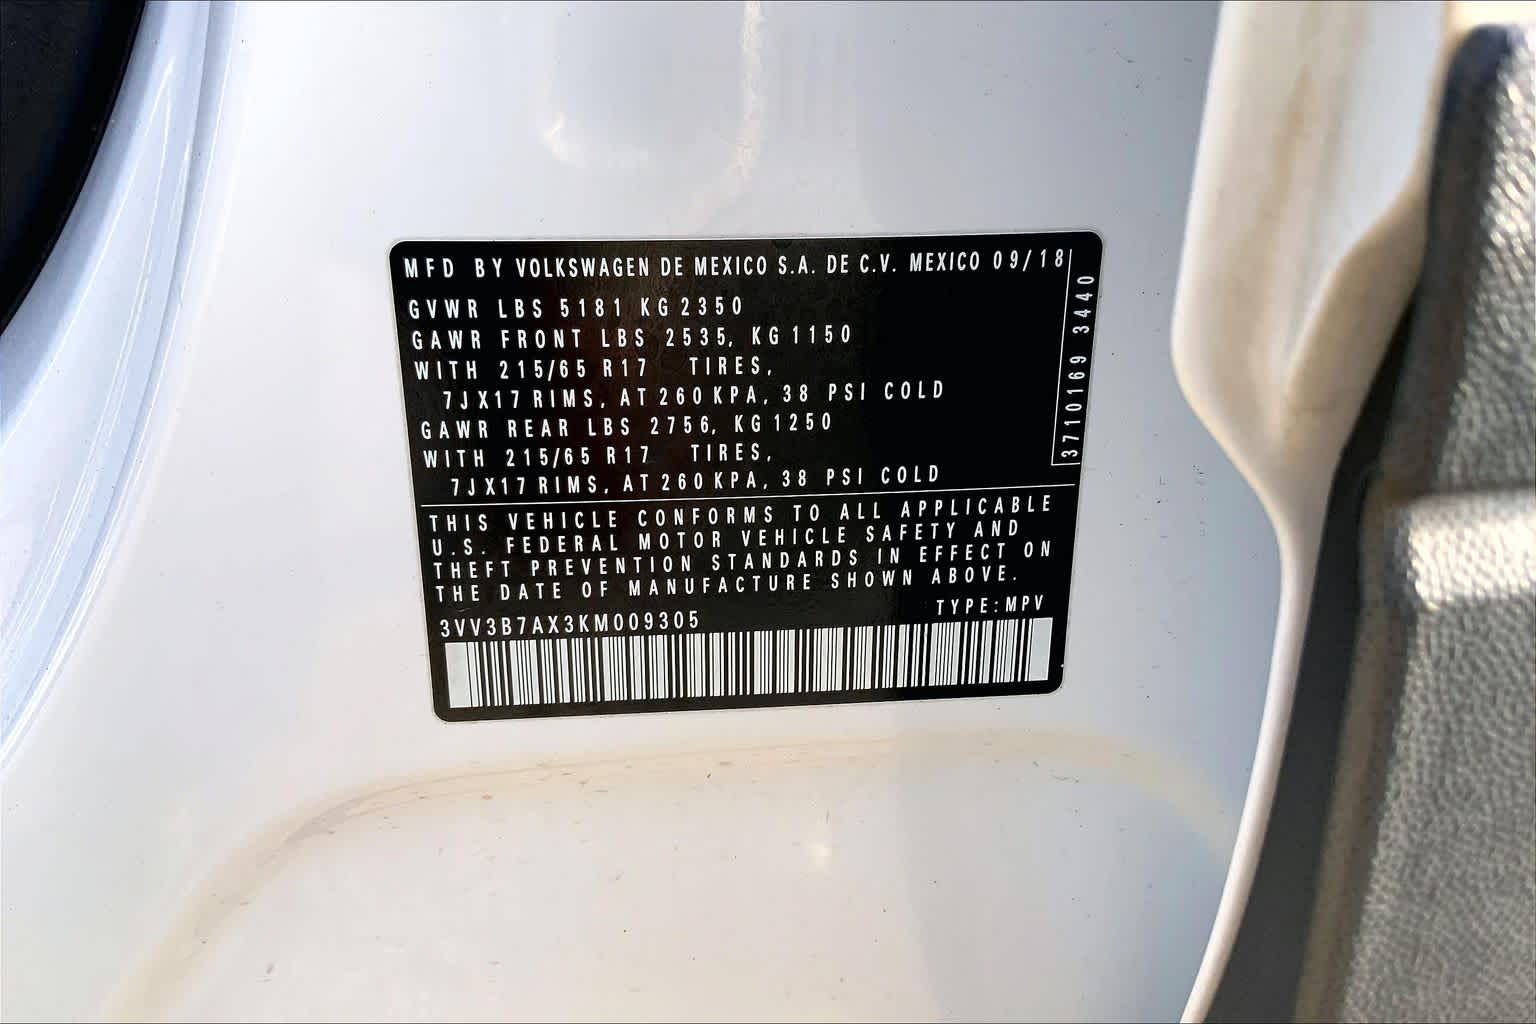 MFD BY VOLKSWAGEN DE MEXICO S.A. DE C.V. MEXICO 09/18
GVWR LBS 5181 KG 2350
GAWR FRONT LBS 2535, KG 1150
WITH 215/65 R17 TIRES,
7JX17 RIMS, AT 260 KPA, 38 PSI COLD
GAWR REAR LBS 2756, KG 1250
WITH 215/65 R17 TIRES,
7JX17 RIMS, AT 260 KPA, 38 PSI COLD
3710169 3440
THIS VEHICLE CONFORMS TO ALL APPLICABLE
U.S. FEDERAL MOTOR VEHICLE SAFETY AND
THEFT PREVENTION STANDARDS IN EFFECT ON
THE DATE OF MANUFACTURE SHOWN ABOVE.
TYPE:MPV
3VV3B7AX3KM009305